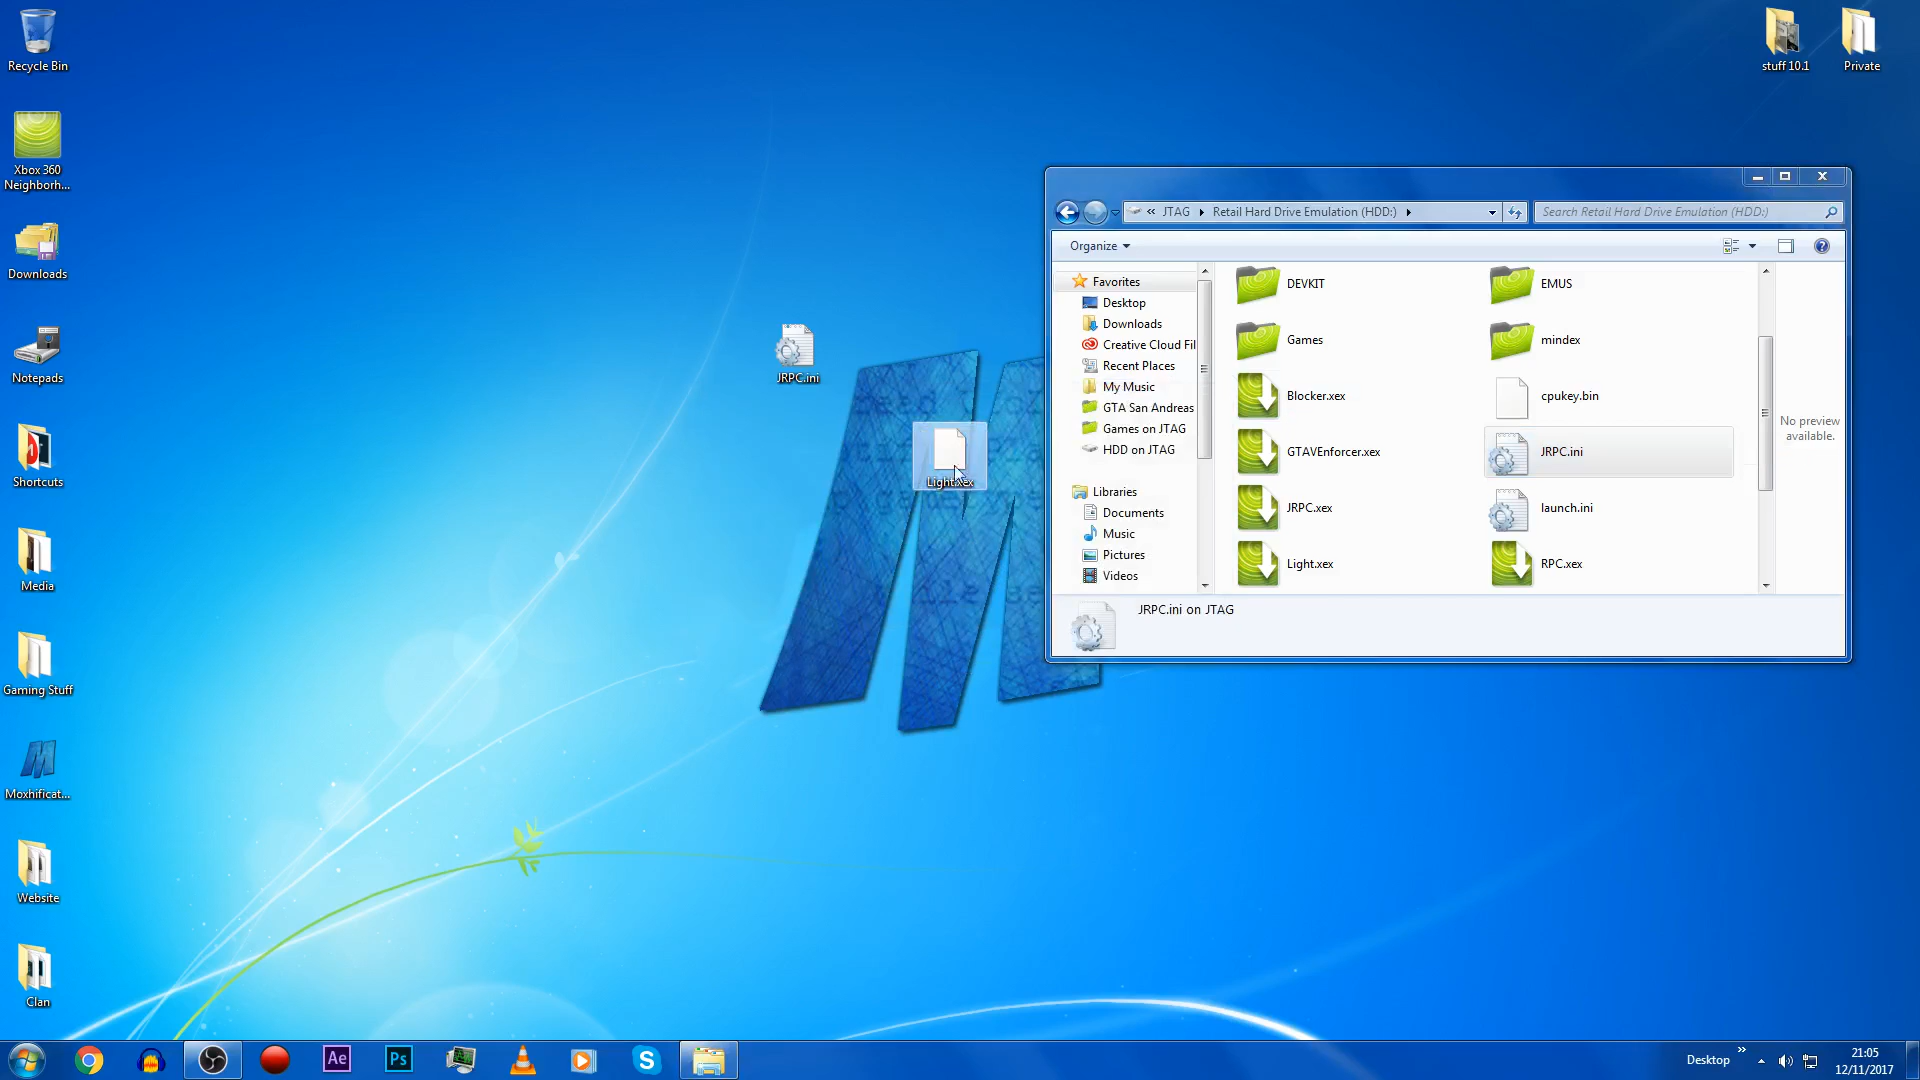 Recycle Bin
Xbox 360
Neighborh...
Downloads
Notepads
Shortcuts
Media
Gaming Stuff
Moxhificat...
Website
Clan
JRPC.ini
Light.xex
stuff 10.1
Private
« JTAG Retail Hard Drive Emulation (HDD:)
Search Retail Hard Drive Emulation (HDD:)
Organize
Favorites
Desktop
Downloads
Creative Cloud Fil
Recent Places
My Music
GTA San Andreas
Games on JTAG
HDD on JTAG
Libraries
Documents
Music
Pictures
Videos
DEVKIT
EMUS
Games
mindex
Blocker.xex
cpukey.bin
GTAVEnforcer.xex
JRPC.ini
JRPC.xex
launch.ini
Light.xex
RPC.xex
No preview
available.
JRPC.ini on JTAG
Ae
Ps
Desktop
21:05
12/11/2017